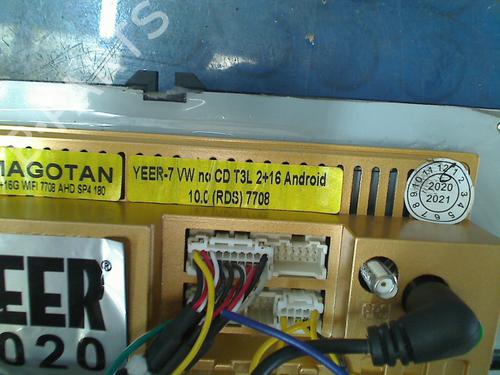 MAGOTAN
+16G WIFI 7708 AHD SP4 180
YEER-7 VW no CD T3L 2+16 Android
10.0 (RDS) 7708
2020
2021
EER®
020